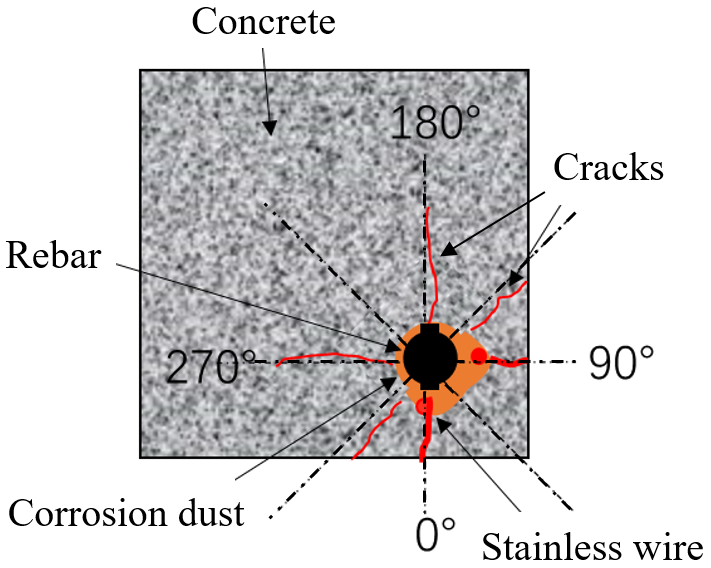 Concrete
180°
Cracks
Rebar
270°
90°
Corrosion dust
0°
Stainless wire